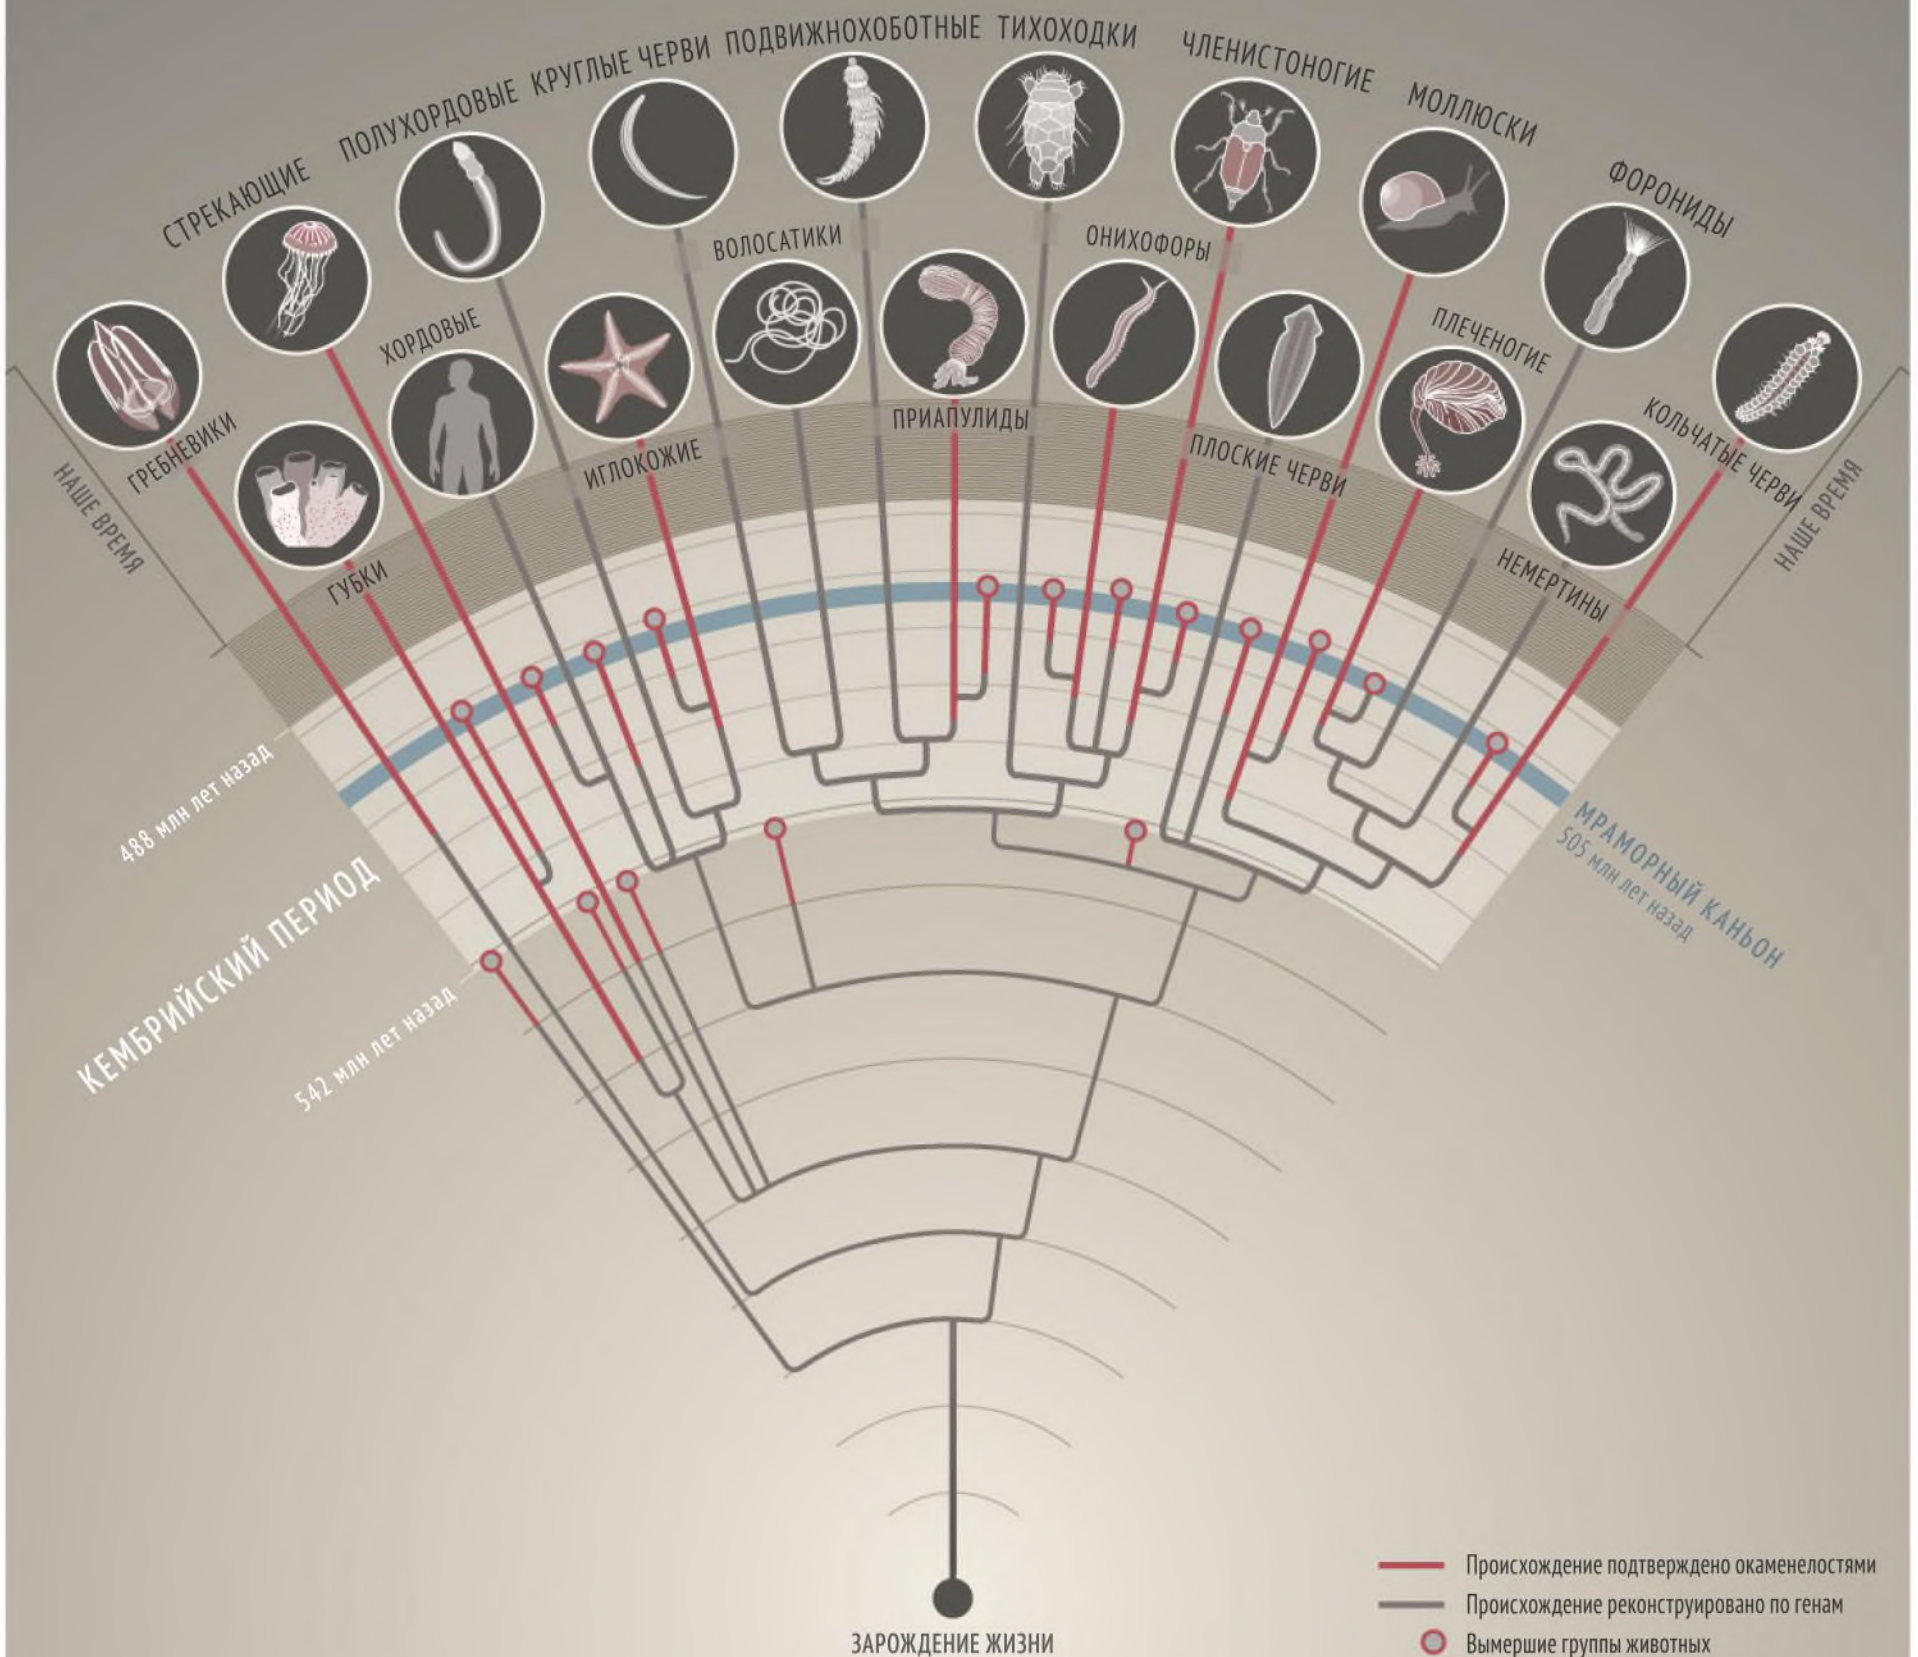 СТРЕКАЮЩИЕ
ПОЛУХОРДОВЫЕ
КРУГЛЫЕ ЧЕРВИ
ПОДВИЖНОХОБОТНЫЕ
ТИХОХОДКИ
ЧЛЕНИСТОНОГИЕ
МОЛЛЮСКИ
ФОРОНИДЫ
ГРЕБНЕВИКИ
ГУБКИ
ХОРДОВЫЕ
ИГЛОКОЖИЕ
ВОЛОСАТИКИ
ПРИАПУЛИДЫ
ОНИХОФОРЫ
ПЛОСКИЕ ЧЕРВИ
ПЛЕЧЕНОГИЕ
НЕМЕРТИНЫ
КОЛЬЧАТЫЕ ЧЕРВИ
НАШЕ ВРЕМЯ
НАШЕ ВРЕМЯ
488 млн лет назад
КЕМБРИЙСКИЙ ПЕРИОД
542 млн лет назад
МРАМОРНЫЙ КАНЬОН
505 млн лет назад
Происхождение подтверждено окаменелостями
Происхождение реконструировано по генам
Вымершие группы животных
ЗАРОЖДЕНИЕ ЖИЗНИ